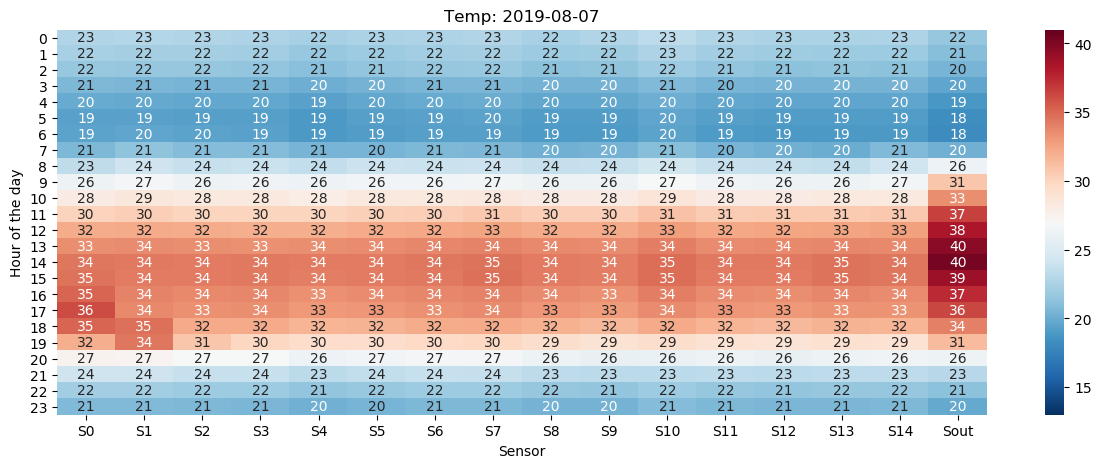 Temp: 2019-08-07
Hour of the day
0 23 23 23 23 22 23 23 23 22 23 23 23 23 23 23 22
1 22 22 22 22 22 22 22 22 22 22 23 22 22 22 22 21
2 22 22 22 22 21 21 22 22 21 21 22 21 21 21 21 20
3 21 21 21 21 20 20 21 21 20 20 21 20 20 20 20 20
4 20 20 20 20 19 20 20 20 20 20 20 20 20 20 20 19
5 19 19 19 19 19 19 19 20 19 19 20 19 19 19 19 18
6 19 20 20 19 19 19 19 19 19 19 20 19 19 19 19 18
7 21 21 21 21 21 20 21 21 20 20 21 20 20 20 21 20
8 23 24 24 24 24 24 24 24 24 24 24 24 24 24 24 26
9 26 27 26 26 26 26 26 27 26 26 27 26 26 26 27 31
10 28 29 28 28 28 28 28 28 28 28 29 28 28 28 28 33
11 30 30 30 30 30 30 30 31 30 30 31 31 31 31 31 37
12 32 32 32 32 32 32 32 33 32 32 33 32 32 33 33 38
13 33 34 33 33 34 34 34 34 34 34 34 34 34 34 34 40
14 34 34 34 34 34 34 34 35 34 34 35 34 34 35 34 40
15 35 34 34 34 34 34 34 35 34 34 35 34 34 35 34 39
16 35 34 34 34 33 34 34 34 34 33 34 34 34 34 34 37
17 36 34 33 34 33 33 33 34 33 33 34 33 33 33 33 36
18 35 35 32 32 32 32 32 32 32 32 32 32 32 32 32 34
19 32 34 31 30 30 30 30 30 29 29 29 29 29 29 29 31
20 27 27 27 27 26 27 27 27 26 26 26 26 26 26 26 26
21 24 24 24 24 23 24 24 24 23 23 23 23 23 23 23 23
22 22 22 22 22 21 22 22 22 22 21 22 22 21 22 22 21
23 21 21 21 21 20 20 21 21 20 20 21 21 21 21 21 20
S0 S1 S2 S3 S4 S5 S6 S7 S8 S9 S10 S11 S12 S13 S14 Sout
Sensor
40
35
30
25
20
15